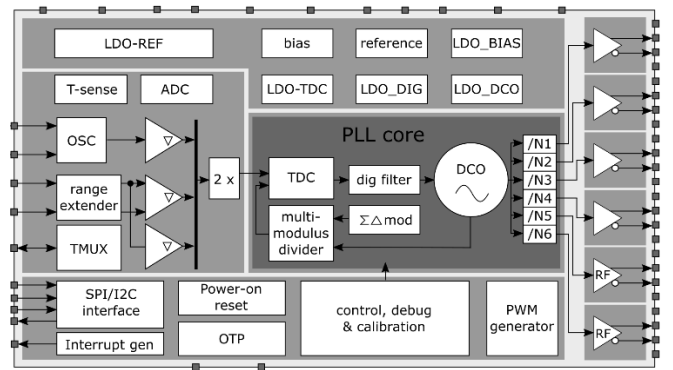 LDO-REF
bias
reference
LDO_BIAS
T-sense
ADC
LDO-TDC
LDO_DIG
LDO_DCO
OSC
range
extender
TMUX
2 x
PLL core
TDC
dig filter
DCO
multi-
modulus
divider
Σ△mod
/N1
/N2
/N3
/N4
/N5
/N6
RF
RF
SPI/I2C
interface
Interrupt gen
Power-on
reset
OTP
control, debug
& calibration
PWM
generator